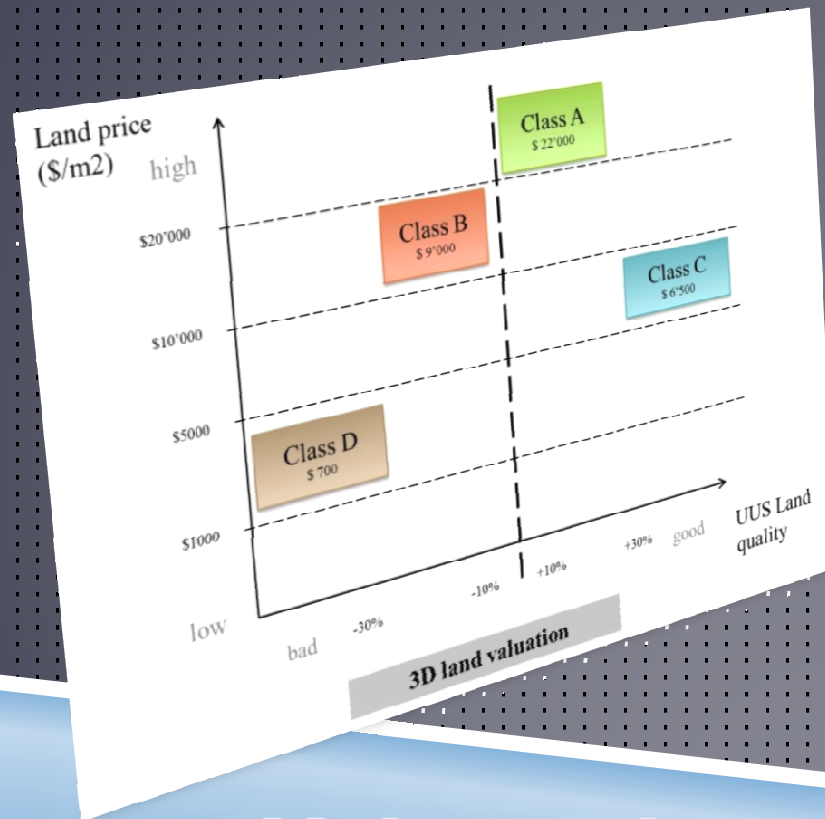 Land price
($/m2)
high
Class A
$ 22'000
$20'000
Class B
$ 9'000
Class C
$ 6'500
$10'000
$5000
Class D
$ 700
$1000
UUS Land
quality
good
+30%
+10%
-10%
-30%
bad
low
3D land valuation